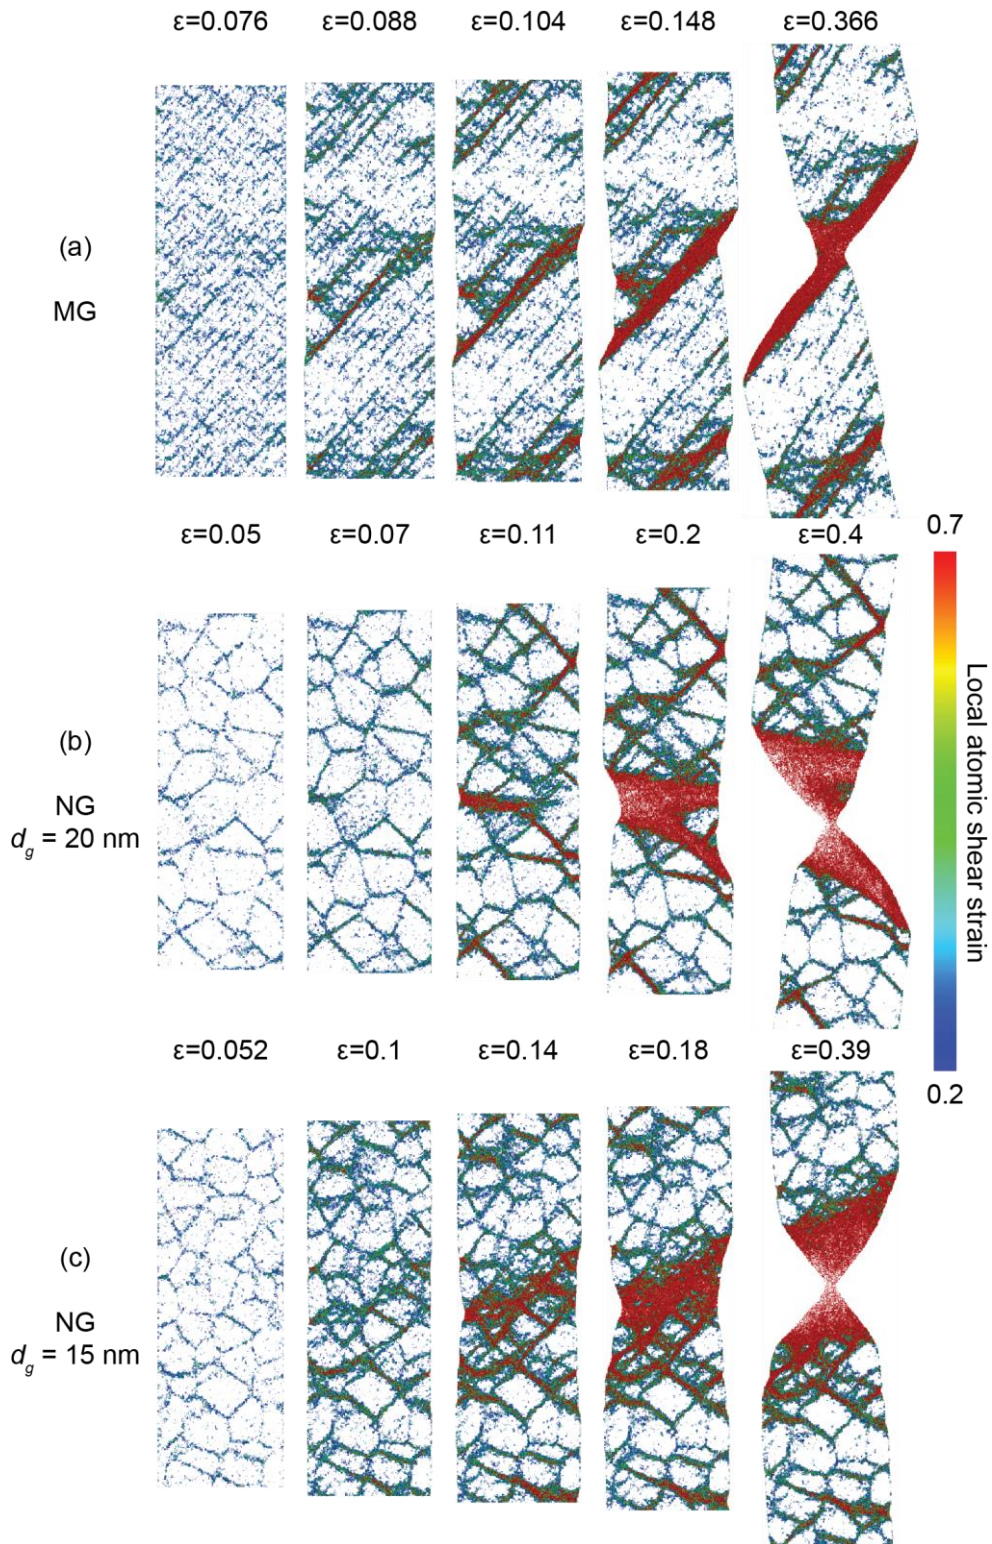 ε=0.076 ε=0.088 ε=0.104 ε=0.148 ε=0.366
(a)
MG
ε=0.05 ε=0.07 ε=0.11 ε=0.2 ε=0.4
0.7
Local atomic shear strain
0.2
(b)
NG
d_g = 20 nm
ε=0.052 ε=0.1 ε=0.14 ε=0.18 ε=0.39
(c)
NG
d_g = 15 nm